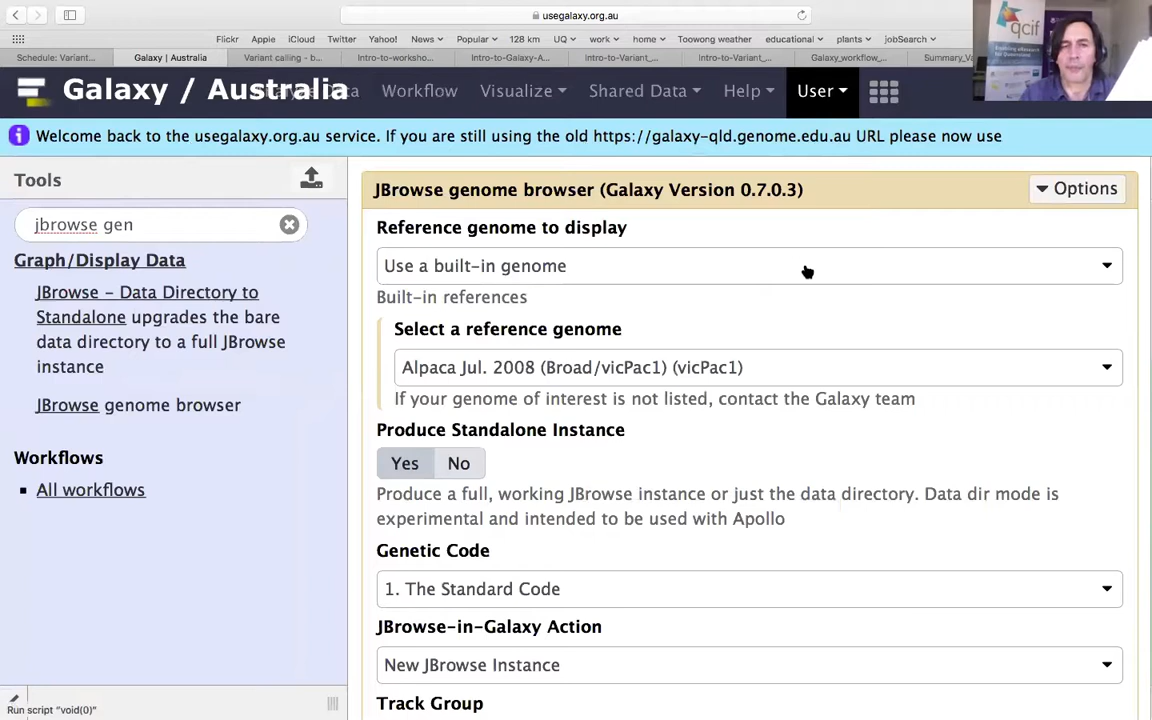 usegalaxy.org.au
Flickr Apple iCloud Twitter Yahoo! News Popular 128 km UQ work home Toowong weather educational plants jobSearch
Schedule: Variant... Galaxy | Australia Variant calling - b... Intro-to-worksho... Intro-to-Galaxy-A... Intro-to-Variant_... Intro-to-Variant_... Galaxy_workflow_... Summary_Va
qcif
Galaxy / Australia Data Workflow Visualize Shared Data Help User
Welcome back to the usegalaxy.org.au service. If you are still using the old https://galaxy-qld.genome.edu.au URL please now use
Tools
jbrowse gen
Graph/Display Data
JBrowse - Data Directory to
Standalone upgrades the bare
data directory to a full JBrowse
instance
JBrowse genome browser
Workflows
All workflows
Run script "void(0)"
JBrowse genome browser (Galaxy Version 0.7.0.3)
Options
Reference genome to display
Use a built-in genome
Built-in references
Select a reference genome
Alpaca Jul. 2008 (Broad/vicPac1) (vicPac1)
If your genome of interest is not listed, contact the Galaxy team
Produce Standalone Instance
Yes No
Produce a full, working JBrowse instance or just the data directory. Data dir mode is
experimental and intended to be used with Apollo
Genetic Code
1. The Standard Code
JBrowse-in-Galaxy Action
New JBrowse Instance
Track Group